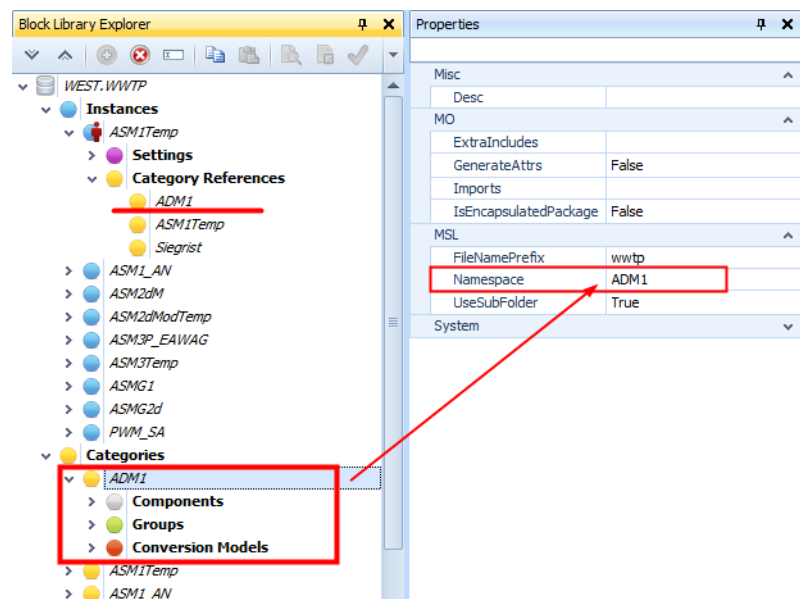 Block Library Explorer
WEST.WWTP
Instances
ASM1Temp
Settings
Category References
ADM1
ASM1Temp
Siegrist
ASM1_AN
ASM2dM
ASM2dModTemp
ASM3P_EAWAG
ASM3Temp
ASMG1
ASMG2d
PWM_SA
Categories
ADM1
Components
Groups
Conversion Models
ASM1Temp
ASM1_AN
Properties
Misc
Desc
MO
ExtraIncludes
GenerateAttrs False
Imports
IsEncapsulatedPackage False
MSL
FileNamePrefix wwtp
Namespace ADM1
UseSubFolder True
System